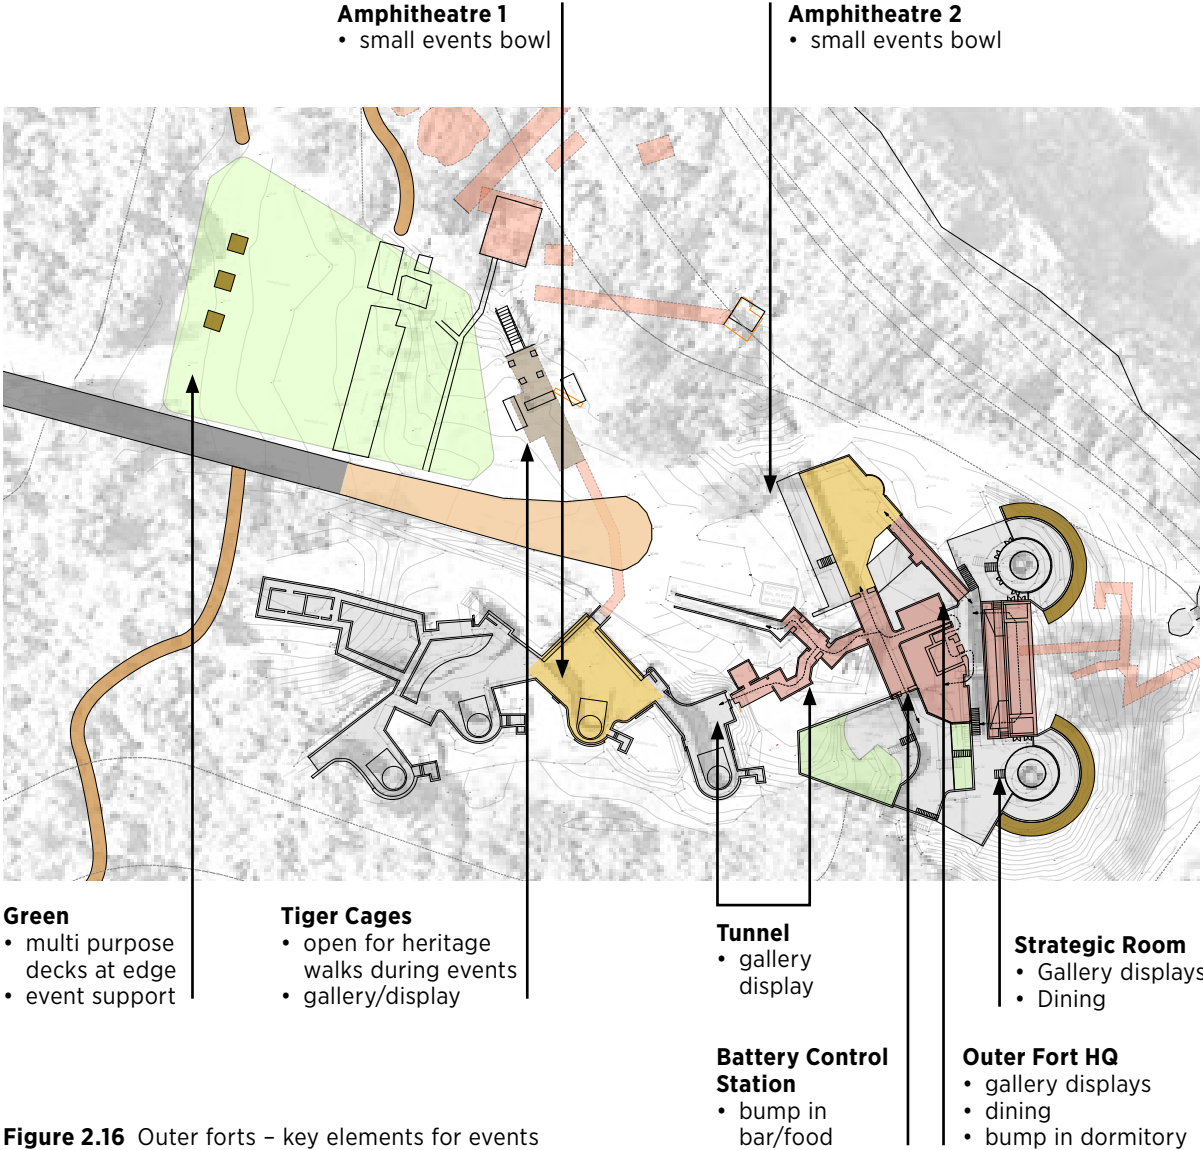 Amphitheatre 1
• small events bowl
Amphitheatre 2
• small events bowl
Green
• multi purpose
decks at edge
• event support
Tiger Cages
• open for heritage
walks during events
• gallery/display
Tunnel
• gallery
display
Strategic Room
• Gallery displays
• Dining
Battery Control
Station
• bump in
bar/food
Outer Fort HQ
• gallery displays
• dining
• bump in dormitory
Figure 2.16 Outer forts – key elements for events